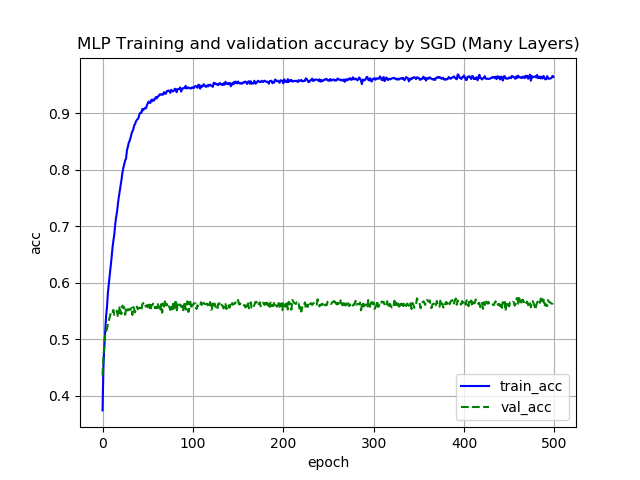 MLP Training and validation accuracy by SGD (Many Layers)
0.9
0.8
0.7
0.6
0.5
0.4
acc
train_acc
val_acc
0 100 200 300 400 500
epoch